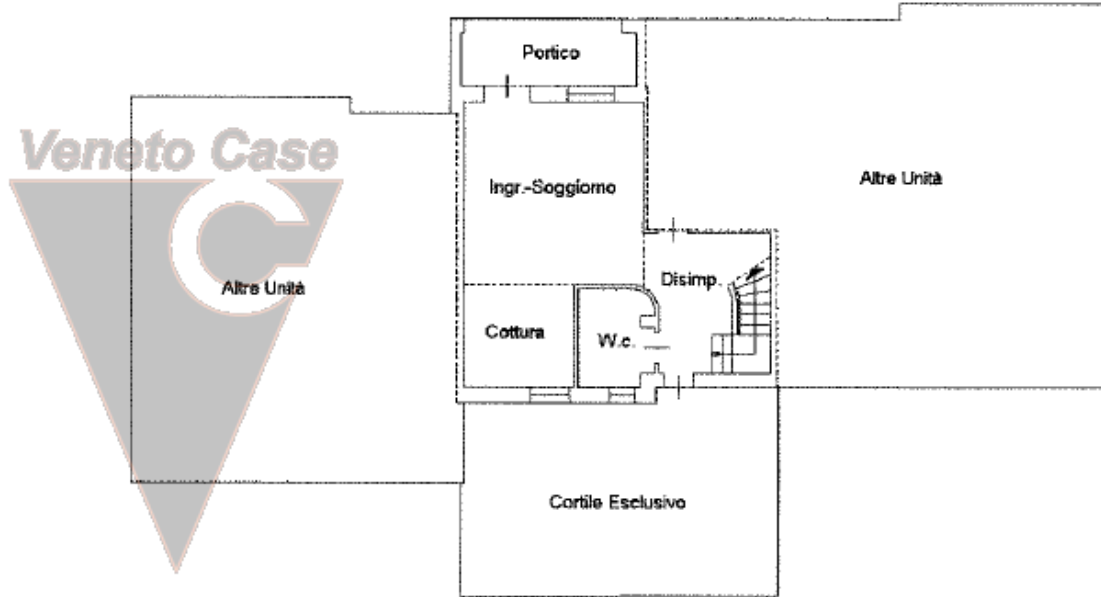 Portico
Veneto Case
Ingr.-Soggiorno
Altre Unità
Disimp.
Altre Unità
Cottura
W.c.
Cortile Esclusivo